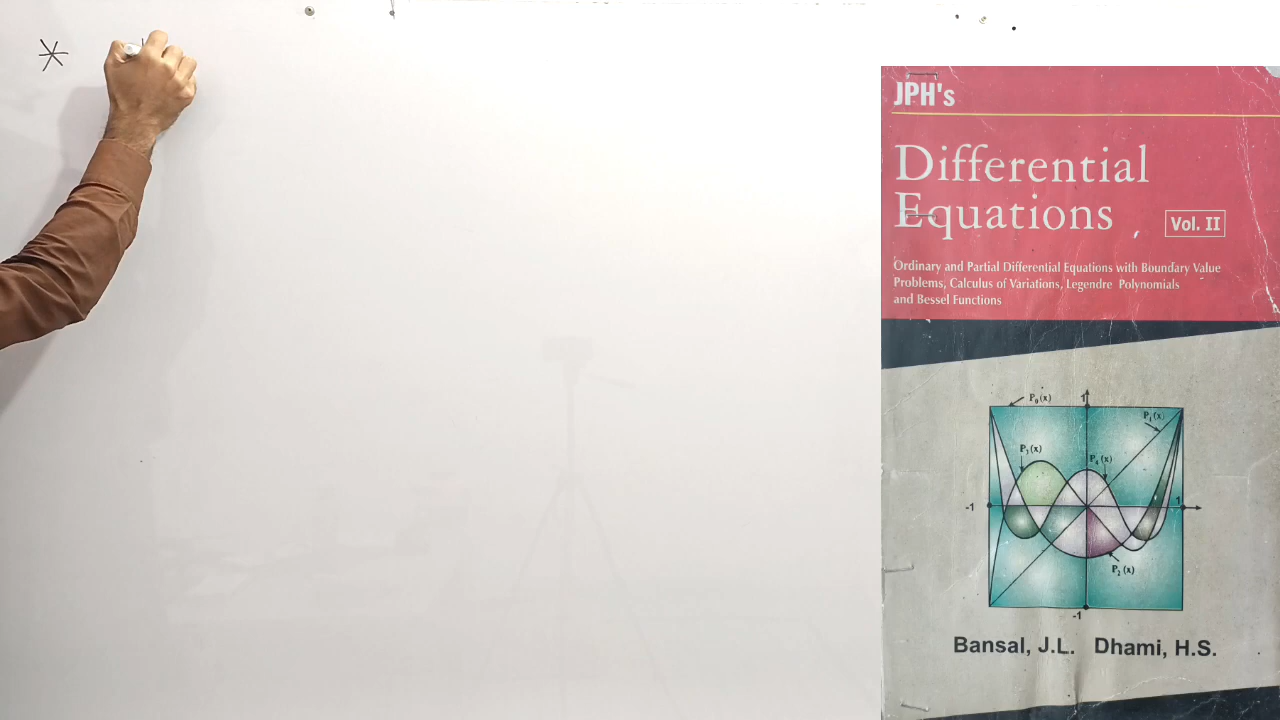 *
JPH's
Differential
Equations
Vol. II
Ordinary and Partial Differential Equations with Boundary Value
Problems, Calculus of Variations, Legendre Polynomials
and Bessel Functions
P₀(x)
1
P₁(x)
P₃(x)
P₄(x)
-1
1
P₂(x)
-1
Bansal, J.L. Dhami, H.S.